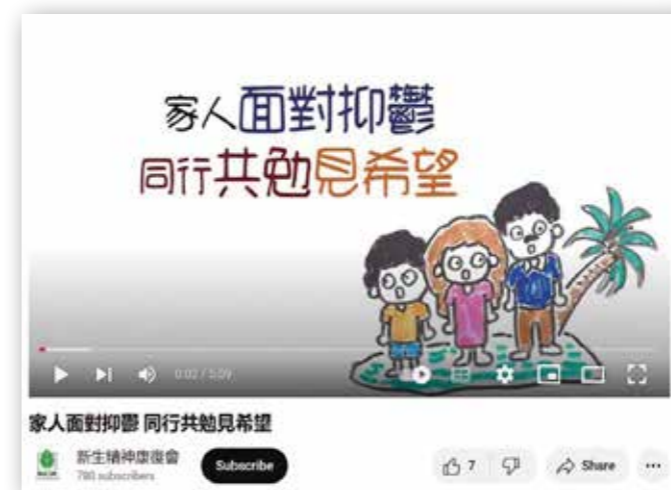 家人面對抑鬱
同行共勉見希望
0:02 / 5:09
家人面對抑鬱 同行共勉見希望
新生精神康復會
780 subscribers
Subscribe
7
Share